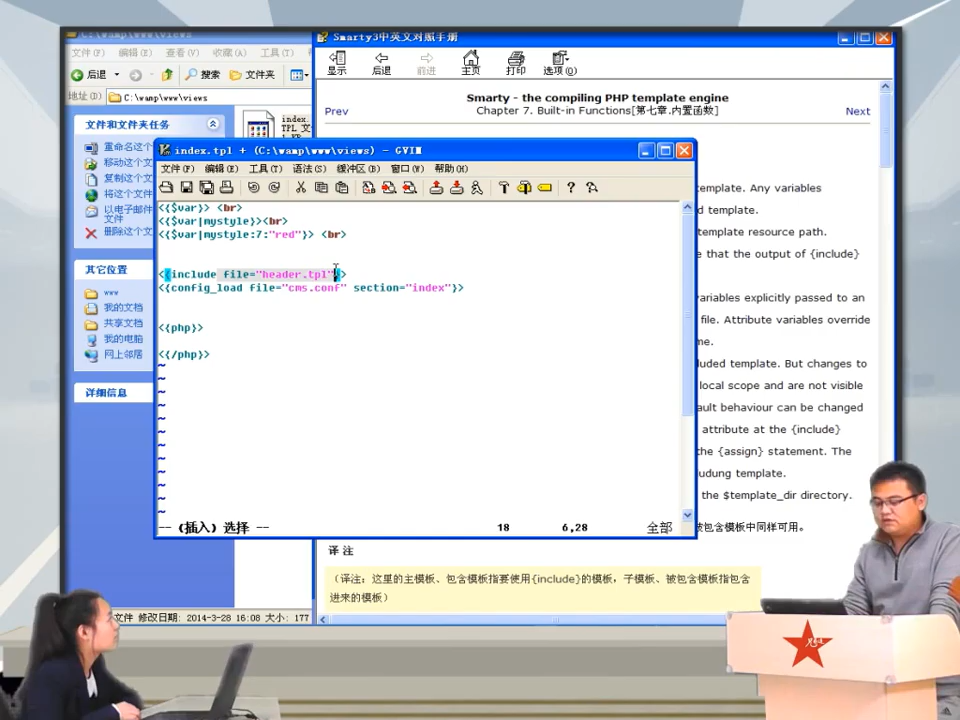 C:\wamp\www\views
文件(F) 编辑(E) 查看(V) 收藏(A) 工具(T)
后退 搜索 文件夹
地址(D) C:\wamp\www\views
文件和文件夹任务
重命名这个
移动这个文
复制这个文
将这个文件
以电子邮件
文件
删除这个文
其它位置
www
我的文档
共享文档
我的电脑
网上邻居
详细信息
index.
TPL 文
文件 修改日期: 2014-3-28 16:08 大小: 177
Smarty3中英文对照手册
显示 后退 前进 主页 打印 选项(O)
Smarty - the compiling PHP template engine
Prev Chapter 7. Built-in Functions[第七章.内置函数] Next
emplate. Any variables
d template.
template resource path.
e that the output of {include}
variables explicitly passed to an
file. Attribute variables override
me.
luded template. But changes to
local scope and are not visible
ault behaviour can be changed
attribute at the {include}
the {assign} statement. The
udung template.
the $template_dir directory.
被包含模板中同样可用。
译注
(译注：这里的主模板、包含模板指要使用{include}的模板，子模板、被包含模板指包含
进来的模板)
index.tpl + (C:\wamp\www\views) - GVIM
文件(F) 编辑(E) 工具(T) 语法(S) 缓冲区(B) 窗口(W) 帮助(H)
<{$var}> <br>
<{$var|mystyle}><br>
<{$var|mystyle:7:"red"}> <br>
<{include file="header.tpl"}>
<{config_load file="cms.conf" section="index"}>
<{php}>
<{/php}>
~
~
~
~
~
~
~
~
~
~
~
~
-- (插入) 选择 -- 18 6,28 全部